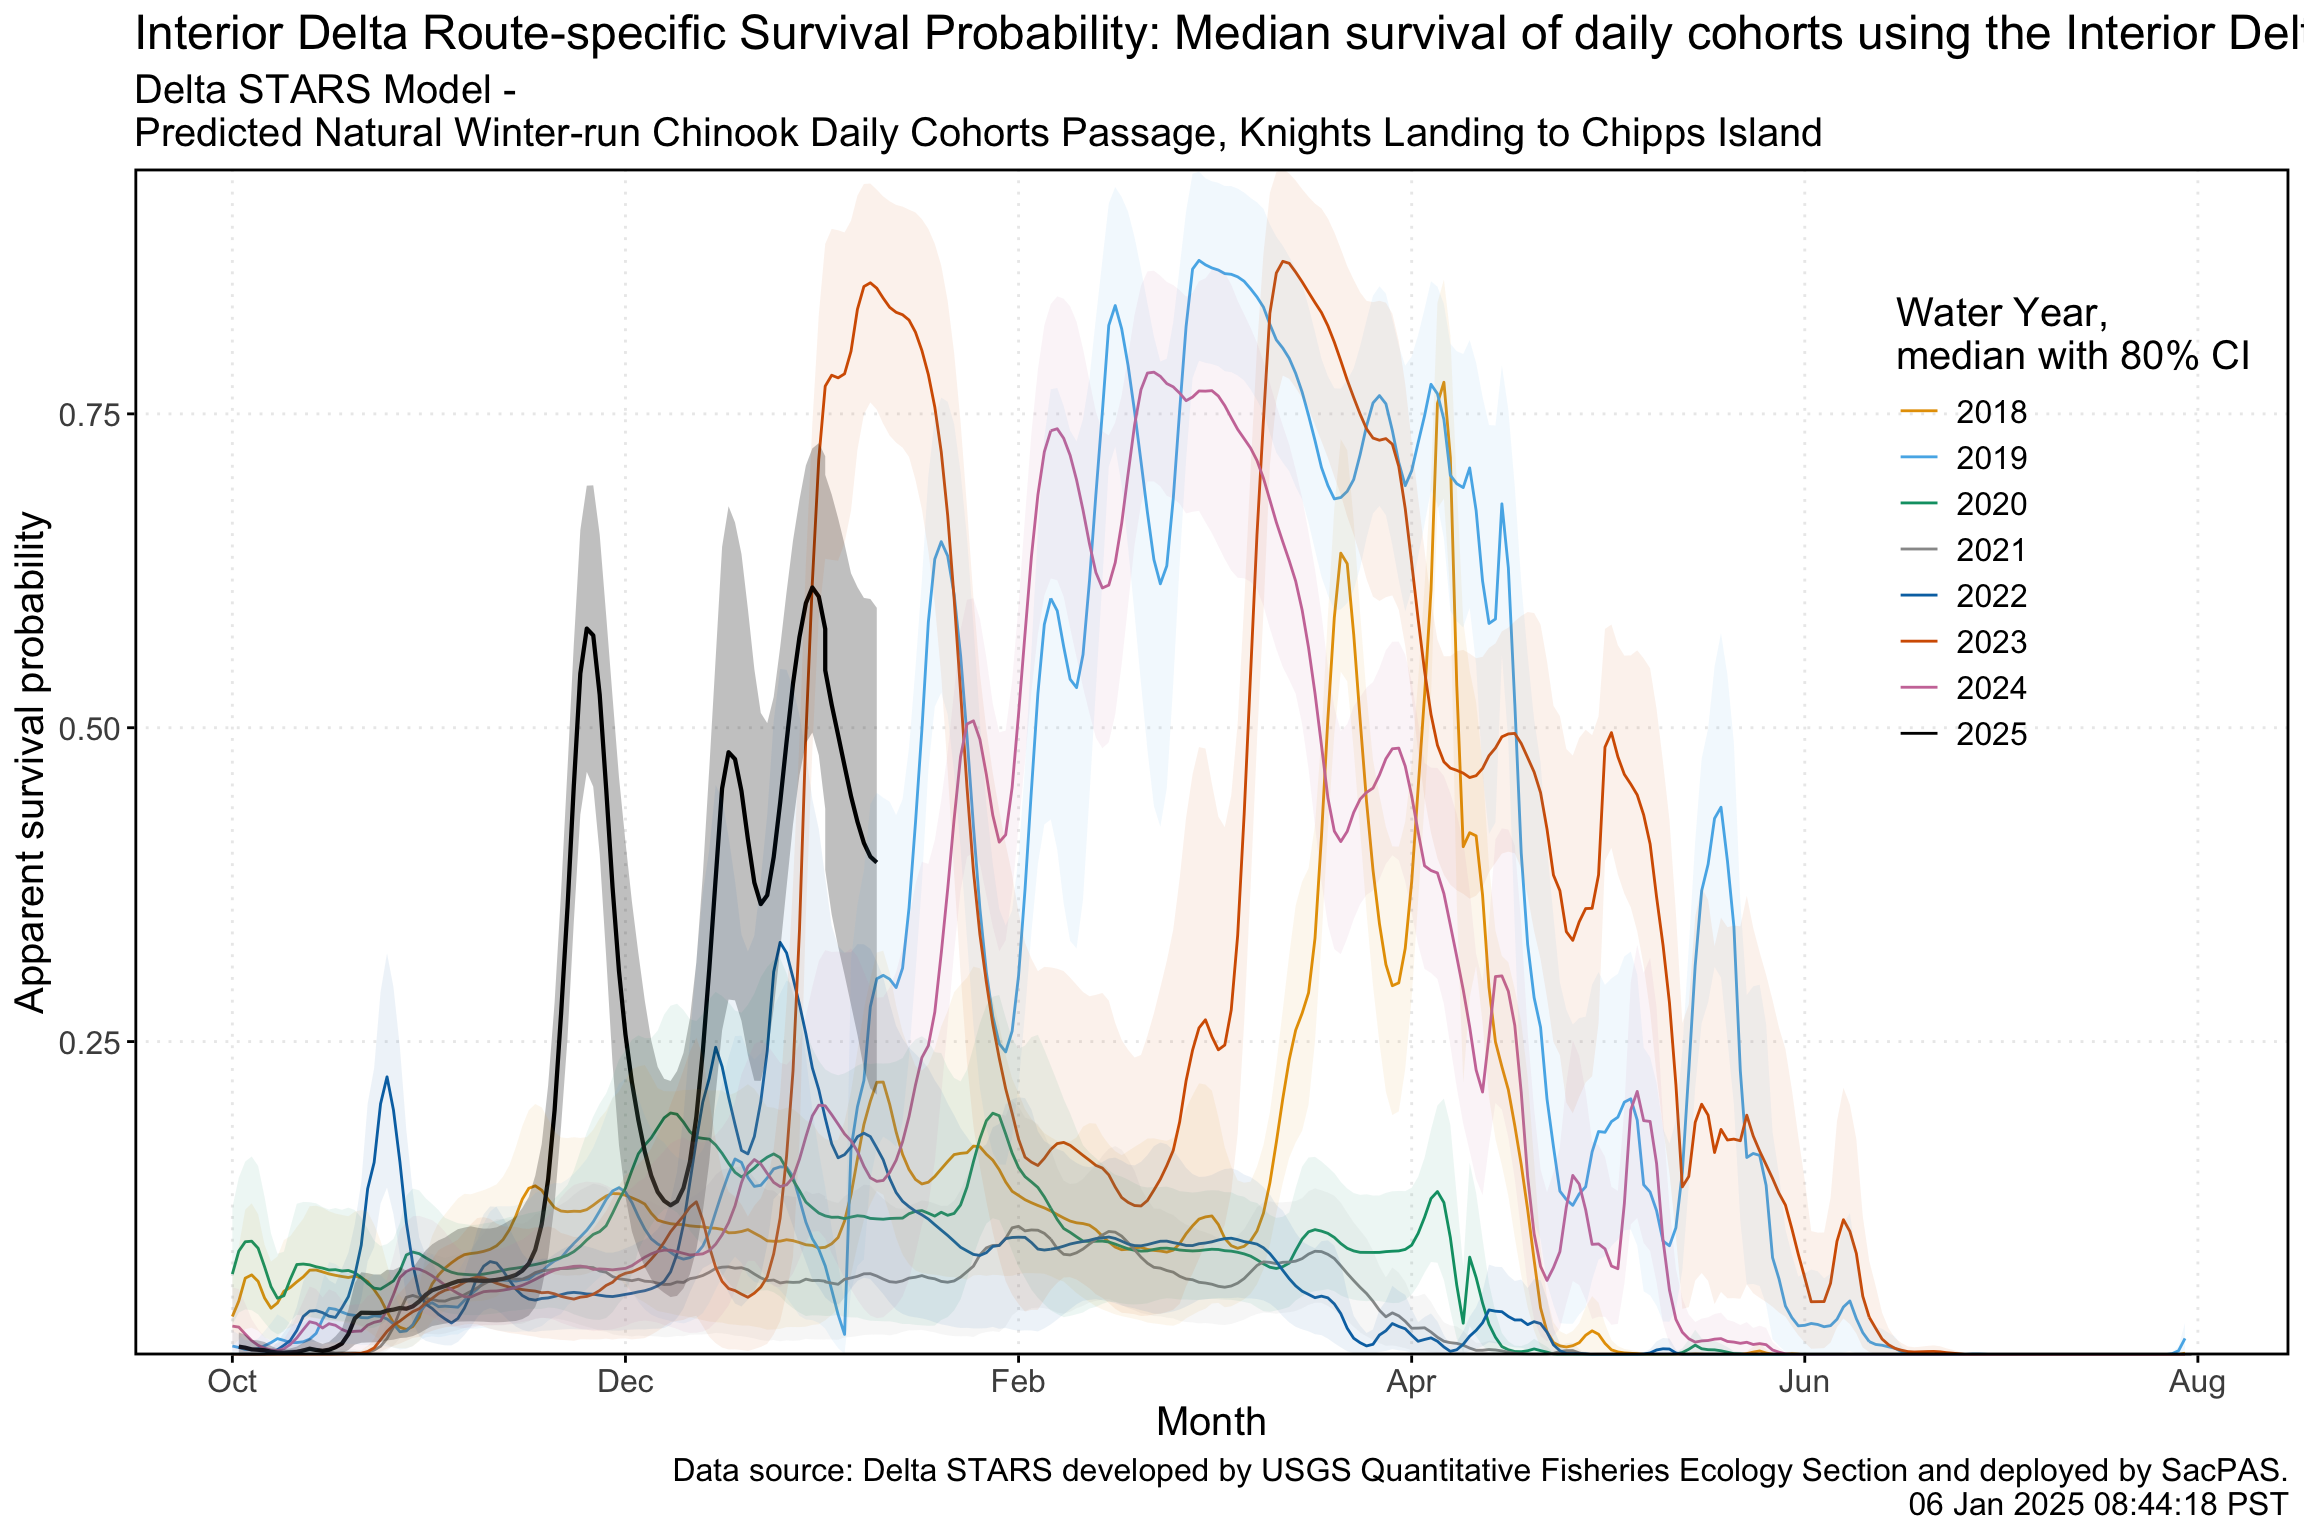 Interior Delta Route-specific Survival Probability: Median survival of daily cohorts using the Interior Del
Delta STARS Model -
Predicted Natural Winter-run Chinook Daily Cohorts Passage, Knights Landing to Chipps Island
Water Year,
median with 80% CI
2018
2019
2020
2021
2022
2023
2024
2025
Apparent survival probability
0.75
0.50
0.25
Oct
Dec
Feb
Apr
Jun
Aug
Month
Data source: Delta STARS developed by USGS Quantitative Fisheries Ecology Section and deployed by SacPAS.
06 Jan 2025 08:44:18 PST